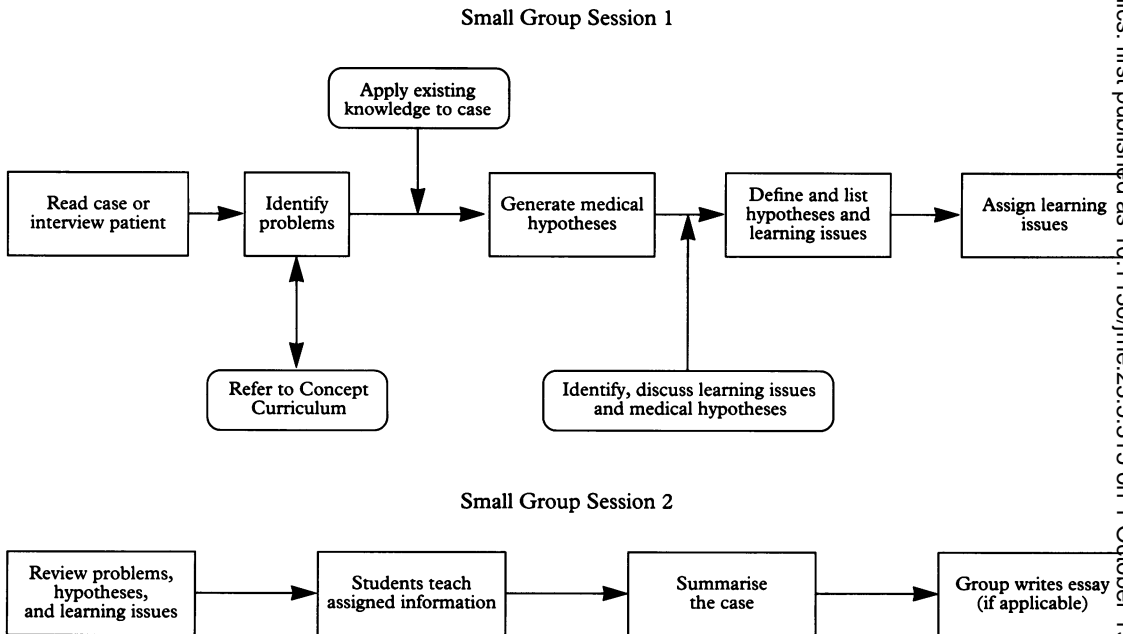 Small Group Session 1
Apply existing
knowledge to case
Read case or
interview patient
Identify
problems
Generate medical
hypotheses
Define and list
hypotheses and
learning issues
Assign learning
issues
Refer to Concept
Curriculum
Identify, discuss learning issues
and medical hypotheses
Small Group Session 2
Review problems,
hypotheses,
and learning issues
Students teach
assigned information
Summarise
the case
Group writes essay
(if applicable)
first published as